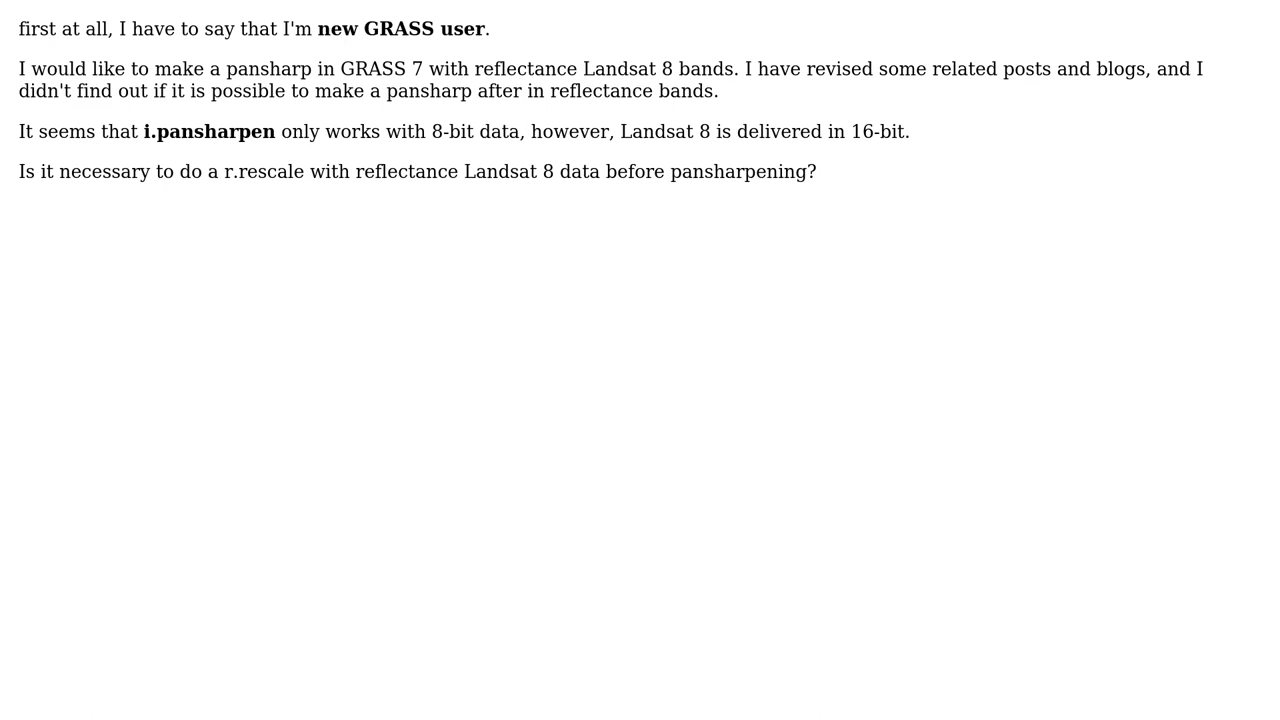 first at all, I have to say that I'm new GRASS user.
I would like to make a pansharp in GRASS 7 with reflectance Landsat 8 bands. I have revised some related posts and blogs, and I
didn't find out if it is possible to make a pansharp after in reflectance bands.
It seems that i.pansharpen only works with 8-bit data, however, Landsat 8 is delivered in 16-bit.
Is it necessary to do a r.rescale with reflectance Landsat 8 data before pansharpening?